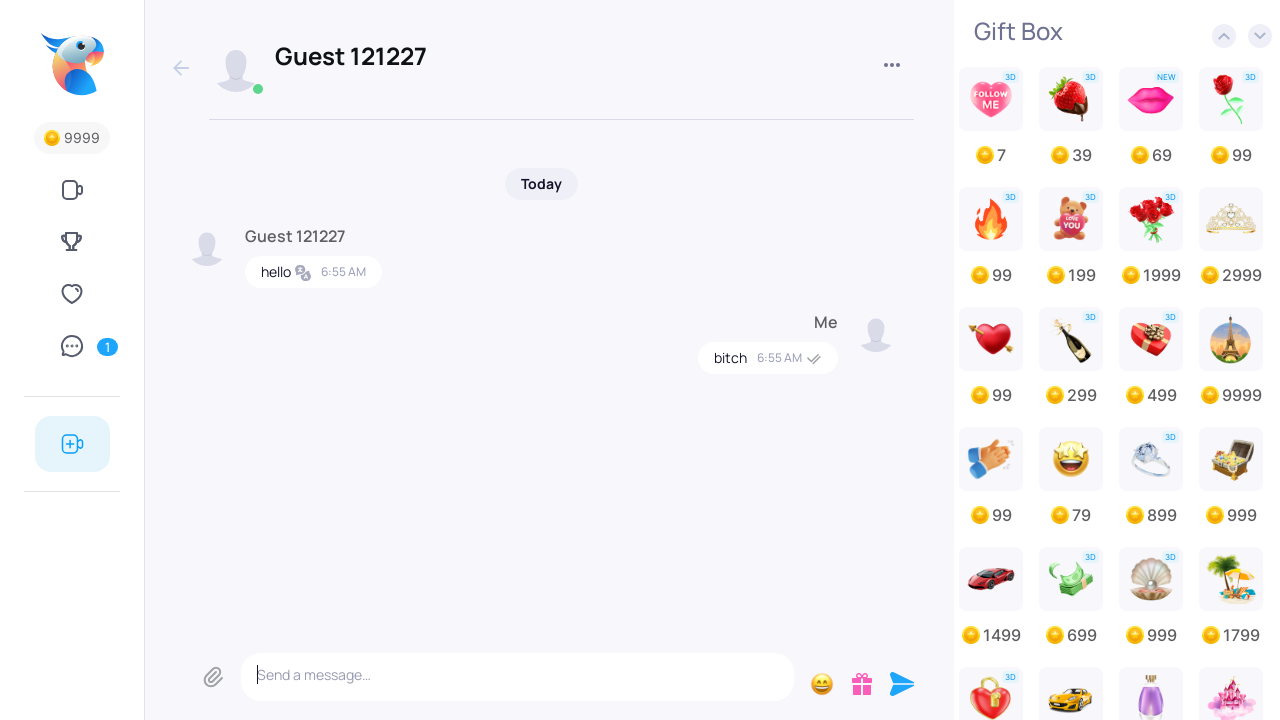 Guest 121227
Gift Box
9999
1
Today
Guest 121227
hello 6:55 AM
Me
bitch 6:55 AM
Send a message...
3D 3D NEW 3D
FOLLOW
ME
7 39 69 99
3D 3D 3D
LOVE
YOU
99 199 1999 2999
3D 3D
99 299 499 9999
3D
99 79 899 999
3D 3D
1499 699 999 1799
3D